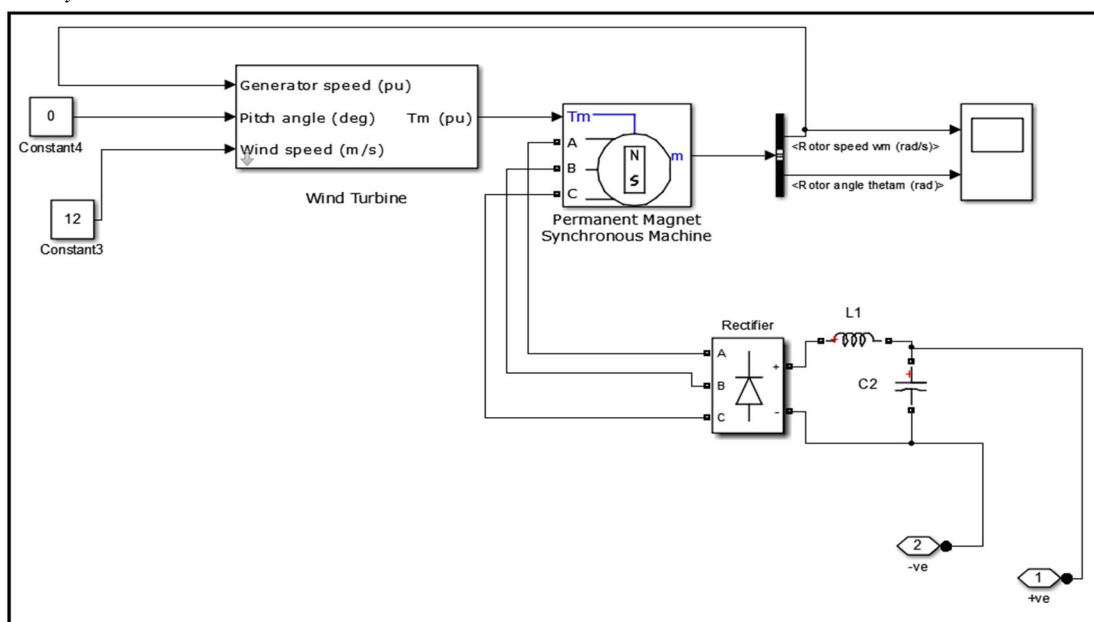 Generator speed (pu)
0
Pitch angle (deg)
Tm (pu)
Constant4
Wind speed (m/s)
Wind Turbine
12
Constant3
Tm
A
B
C
N
S
m
Permanent Magnet
Synchronous Machine
<Rotor speed wm (rad/s)>
<Rotor angle thetam (rad)>
Rectifier
A
B
C
+
-
L1
+
C2
+
2
-ve
1
+ve